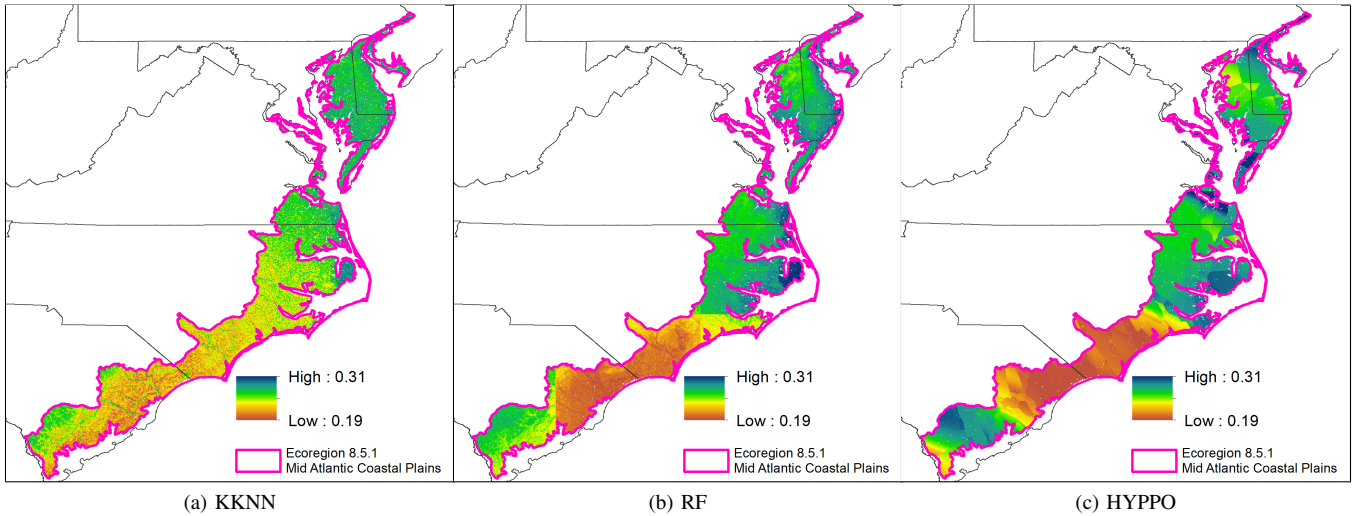 High : 0.31
Low : 0.19
Ecoregion 8.5.1
Mid Atlantic Coastal Plains
High : 0.31
Low : 0.19
Ecoregion 8.5.1
Mid Atlantic Coastal Plains
High : 0.31
Low : 0.19
Ecoregion 8.5.1
Mid Atlantic Coastal Plains
(a) KKNN
(b) RF
(c) HYPPO